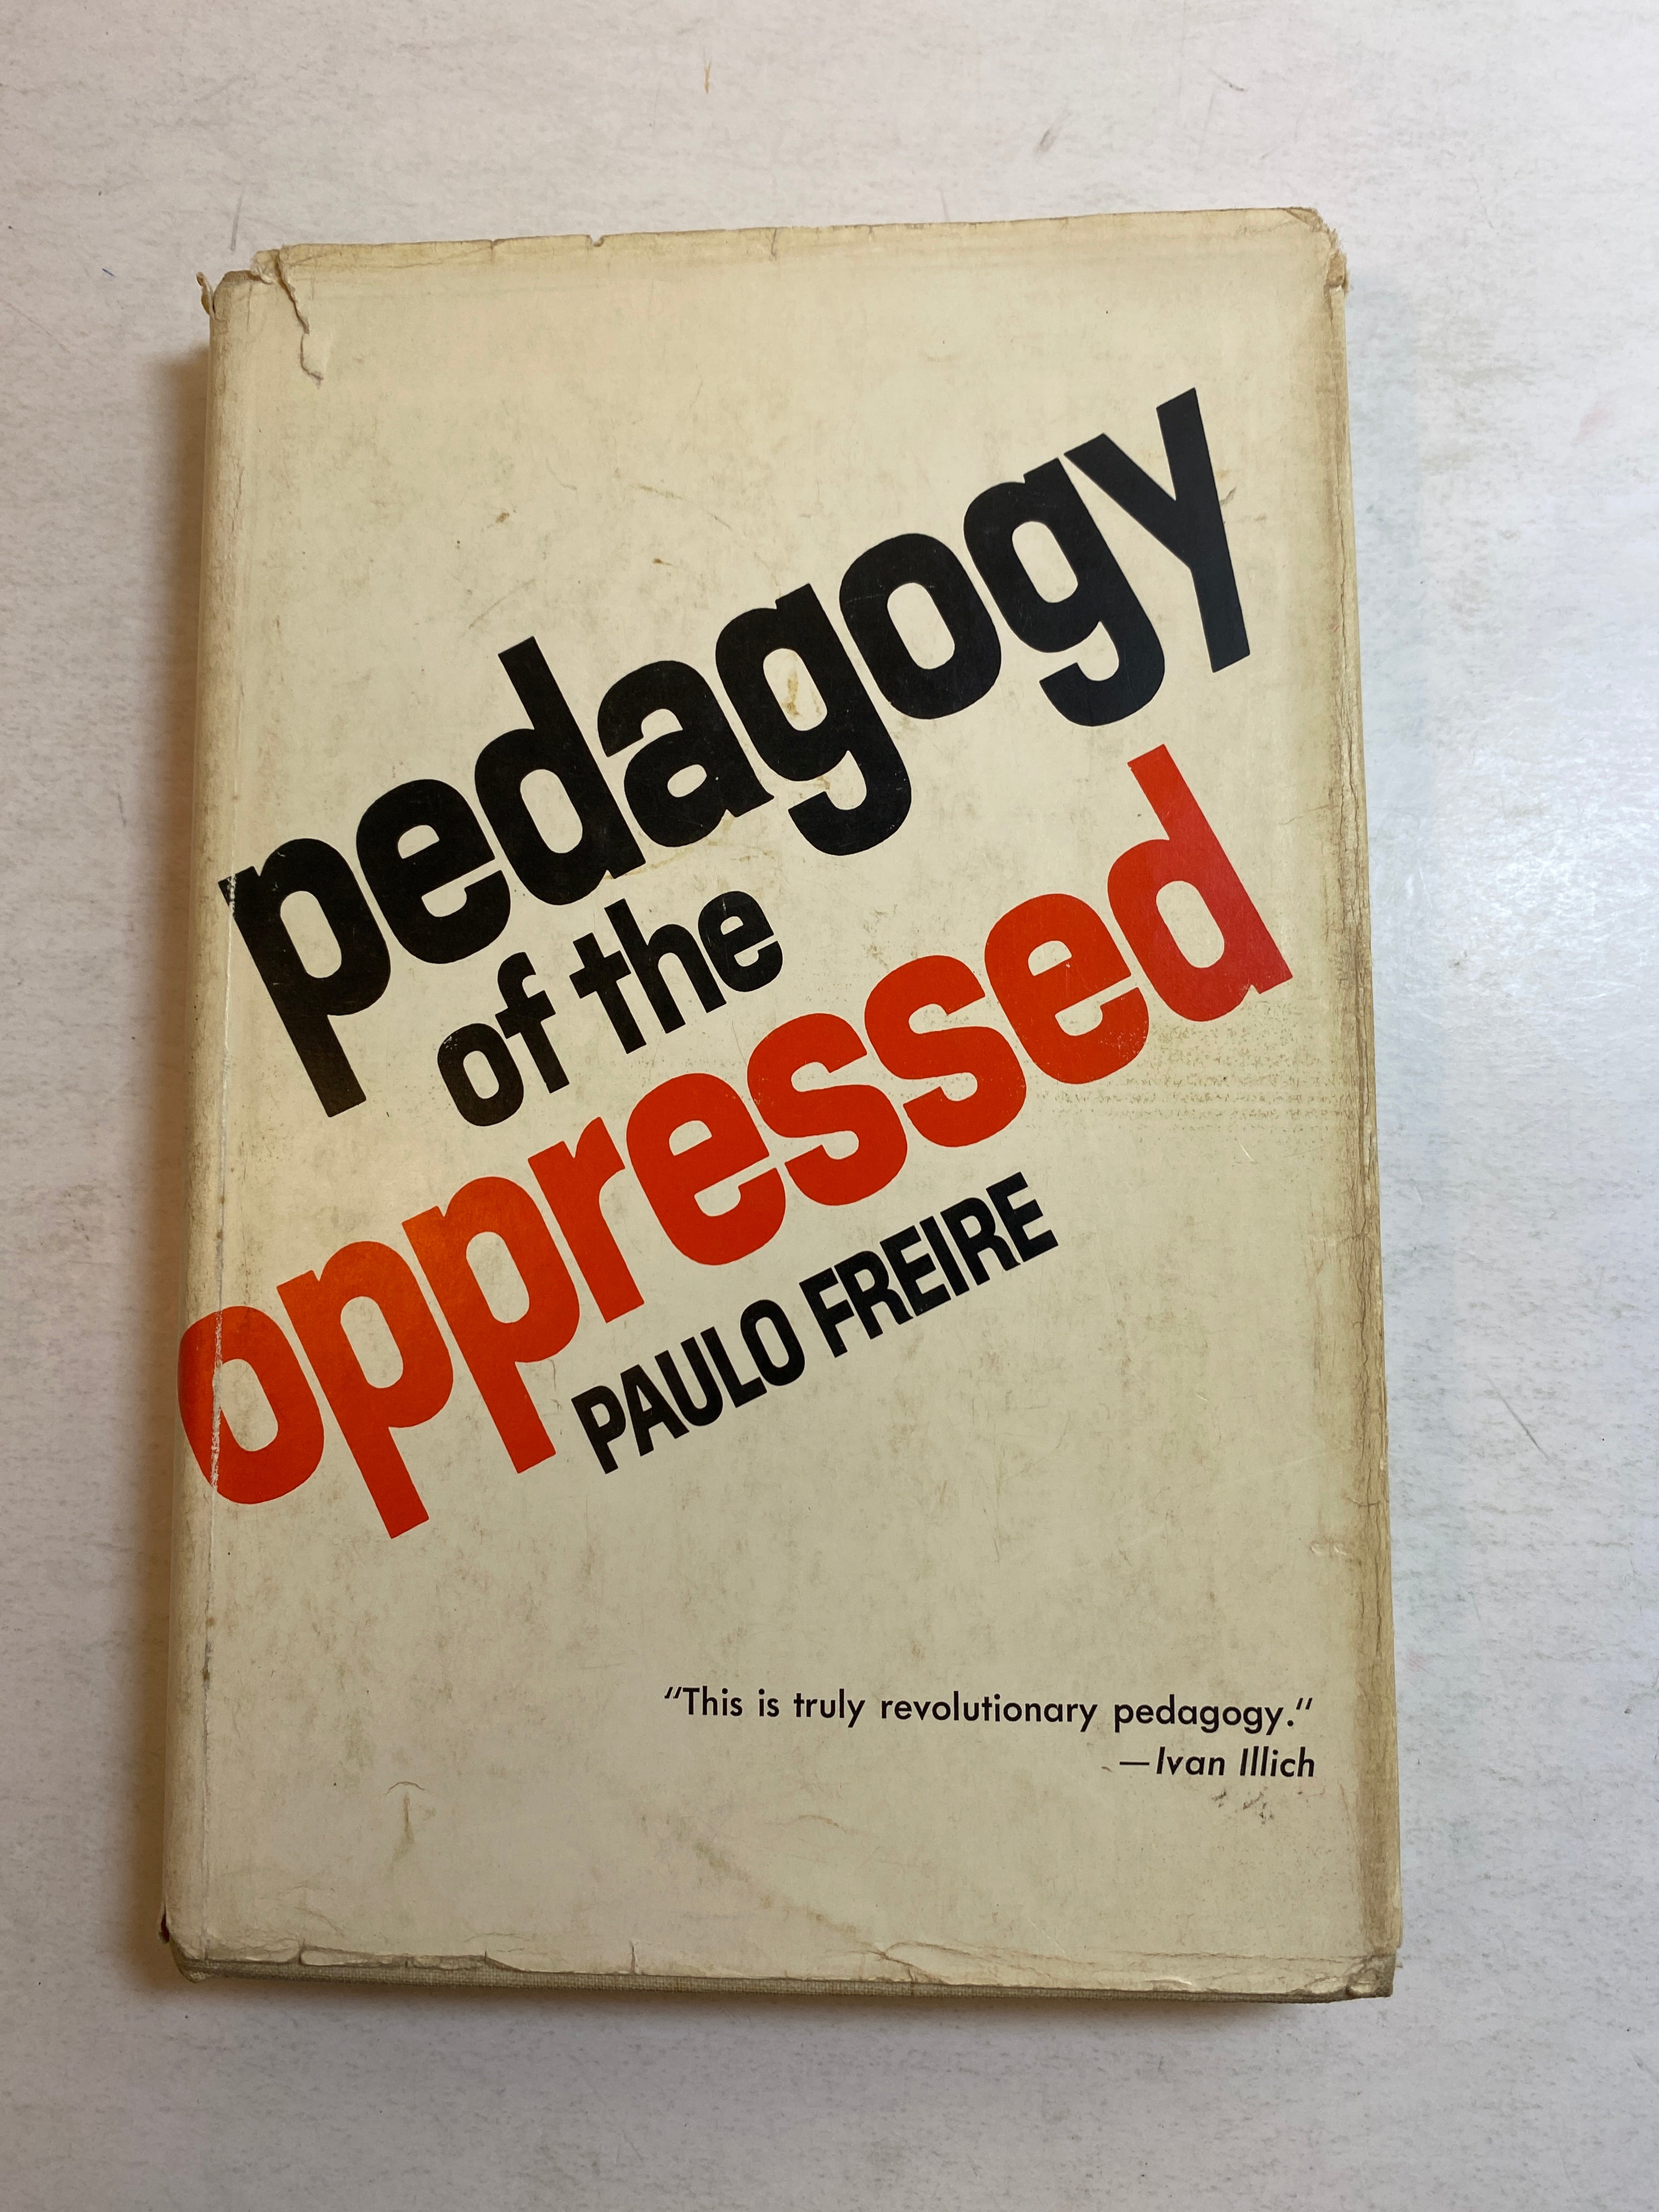 pedagogy
of the
oppressed
PAULO FREIRE
"This is truly revolutionary pedagogy."
—Ivan Illich